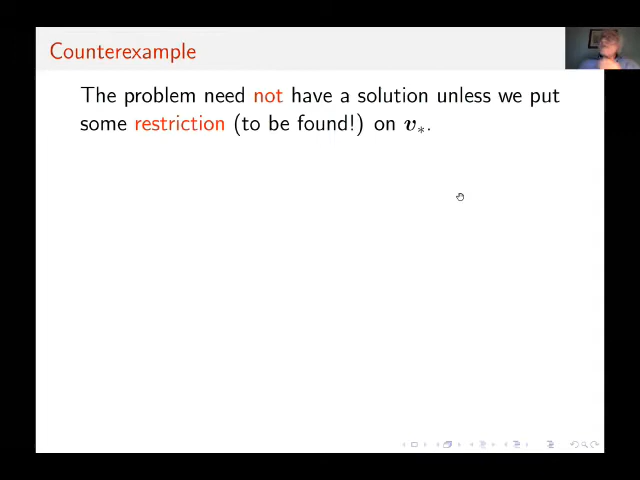 Counterexample
The problem need not have a solution unless we put
some restriction (to be found!) on v*.